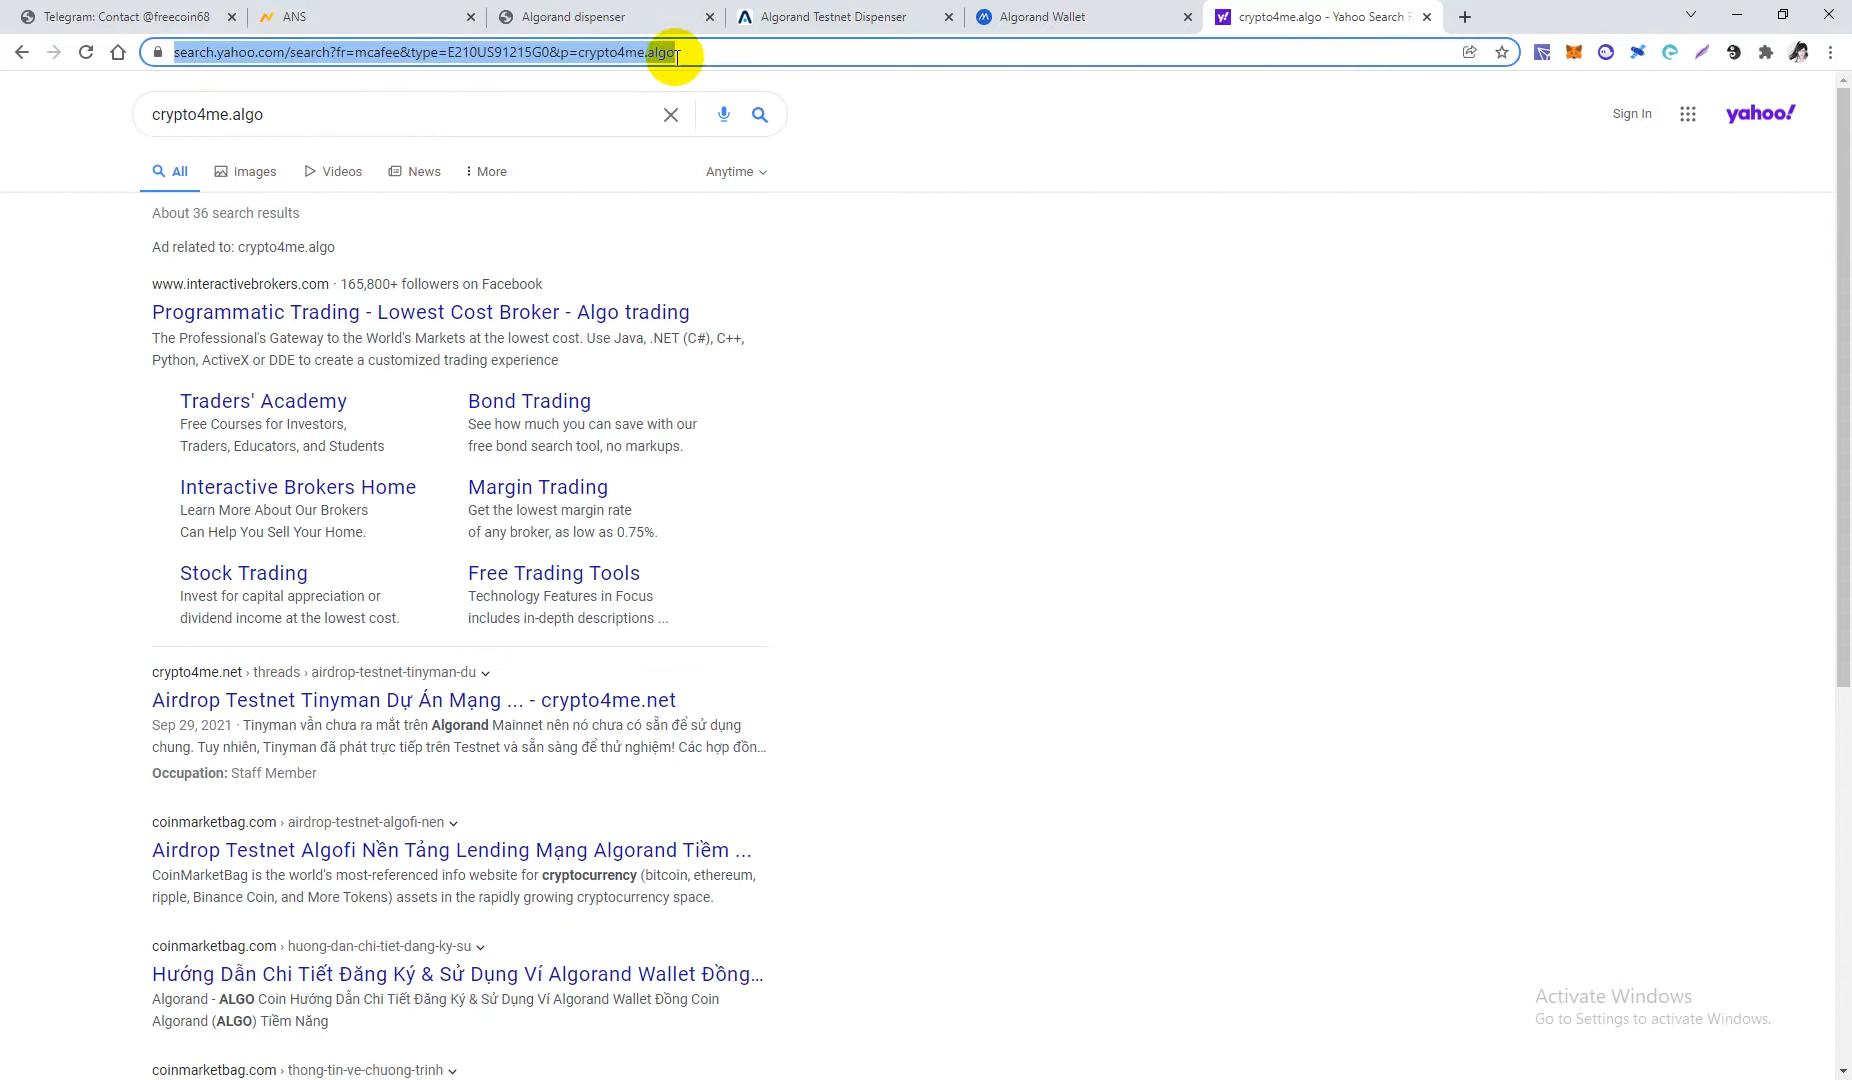 Telegram: Contact @freecoin68
ANS
Algorand dispenser
Algorand Testnet Dispenser
Algorand Wallet
crypto4me.algo - Yahoo Search
search.yahoo.com/search?fr=mcafee&type=E210US91215G0&p=crypto4me.algo
crypto4me.algo
Sign In
yahoo!
All
Images
Videos
News
More
Anytime
About 36 search results
Ad related to: crypto4me.algo
www.interactivebrokers.com · 165,800+ followers on Facebook
Programmatic Trading - Lowest Cost Broker - Algo trading
The Professional's Gateway to the World's Markets at the lowest cost. Use Java, .NET (C#), C++,
Python, ActiveX or DDE to create a customized trading experience
Traders' Academy
Free Courses for Investors,
Traders, Educators, and Students
Bond Trading
See how much you can save with our
free bond search tool, no markups.
Interactive Brokers Home
Learn More About Our Brokers
Can Help You Sell Your Home.
Margin Trading
Get the lowest margin rate
of any broker, as low as 0.75%.
Stock Trading
Invest for capital appreciation or
dividend income at the lowest cost.
Free Trading Tools
Technology Features in Focus
includes in-depth descriptions ...
crypto4me.net › threads › airdrop-testnet-tinyman-du
Airdrop Testnet Tinyman Dự Án Mạng ... - crypto4me.net
Sep 29, 2021 · Tinyman vẫn chưa ra mắt trên Algorand Mainnet nên nó chưa có sẵn để sử dụng
chung. Tuy nhiên, Tinyman đã phát trực tiếp trên Testnet và sẵn sàng để thử nghiệm! Các hợp đồn...
Occupation: Staff Member
coinmarketbag.com › airdrop-testnet-algofi-nen
Airdrop Testnet Algofi Nền Tảng Lending Mạng Algorand Tiềm ...
CoinMarketBag is the world's most-referenced info website for cryptocurrency (bitcoin, ethereum,
ripple, Binance Coin, and More Tokens) assets in the rapidly growing cryptocurrency space.
coinmarketbag.com › huong-dan-chi-tiet-dang-ky-su
Hướng Dẫn Chi Tiết Đăng Ký & Sử Dụng Ví Algorand Wallet Đồng...
Algorand - ALGO Coin Hướng Dẫn Chi Tiết Đăng Ký & Sử Dụng Ví Algorand Wallet Đồng Coin
Algorand (ALGO) Tiềm Năng
coinmarketbag.com › thong-tin-ve-chuong-trinh
Activate Windows
Go to Settings to activate Windows.